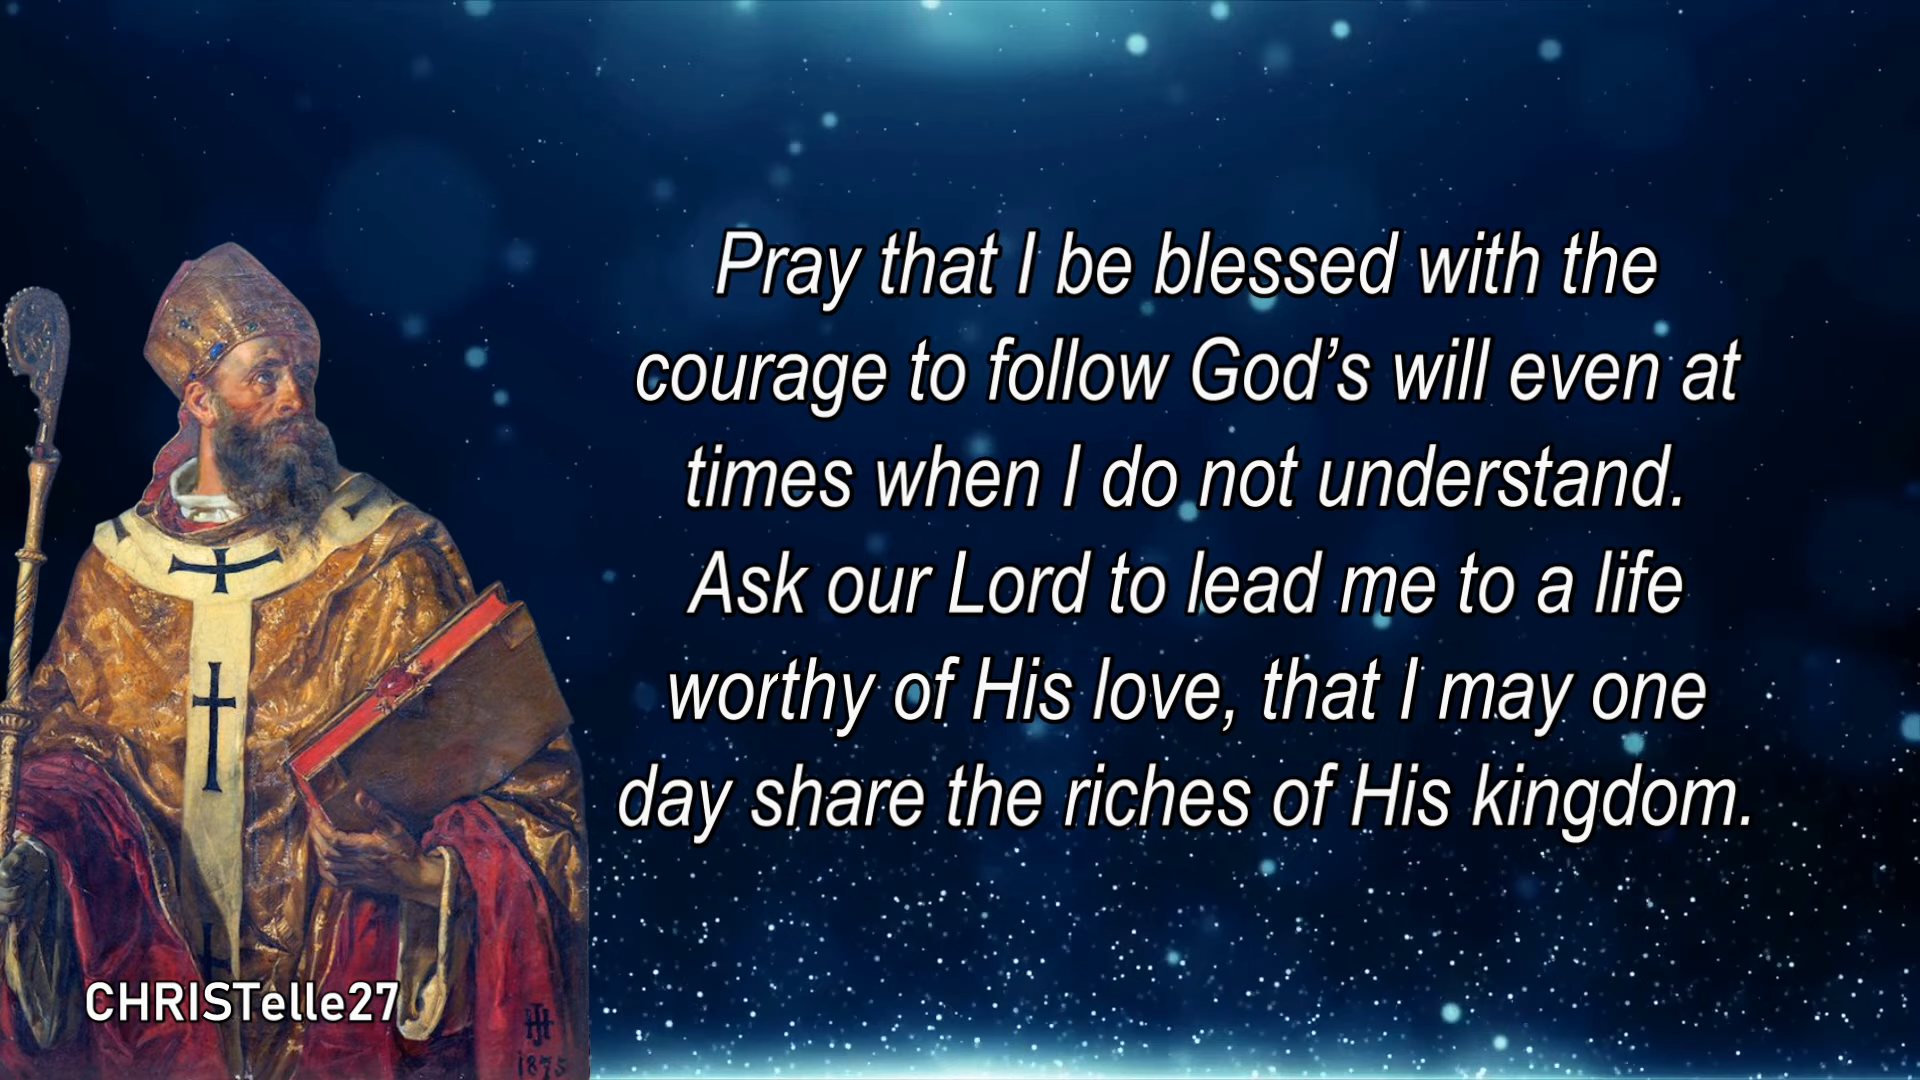 Pray that I be blessed with the
courage to follow God’s will even at
times when I do not understand.
Ask our Lord to lead me to a life
worthy of His love, that I may one
day share the riches of His kingdom.
CHRISTelle27
1875